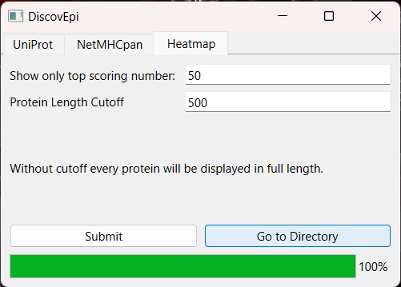 DiscovEpi
UniProt NetMHCpan Heatmap
Show only top scoring number: 50
Protein Length Cutoff 500
Without cutoff every protein will be displayed in full length.
Submit Go to Directory
100%